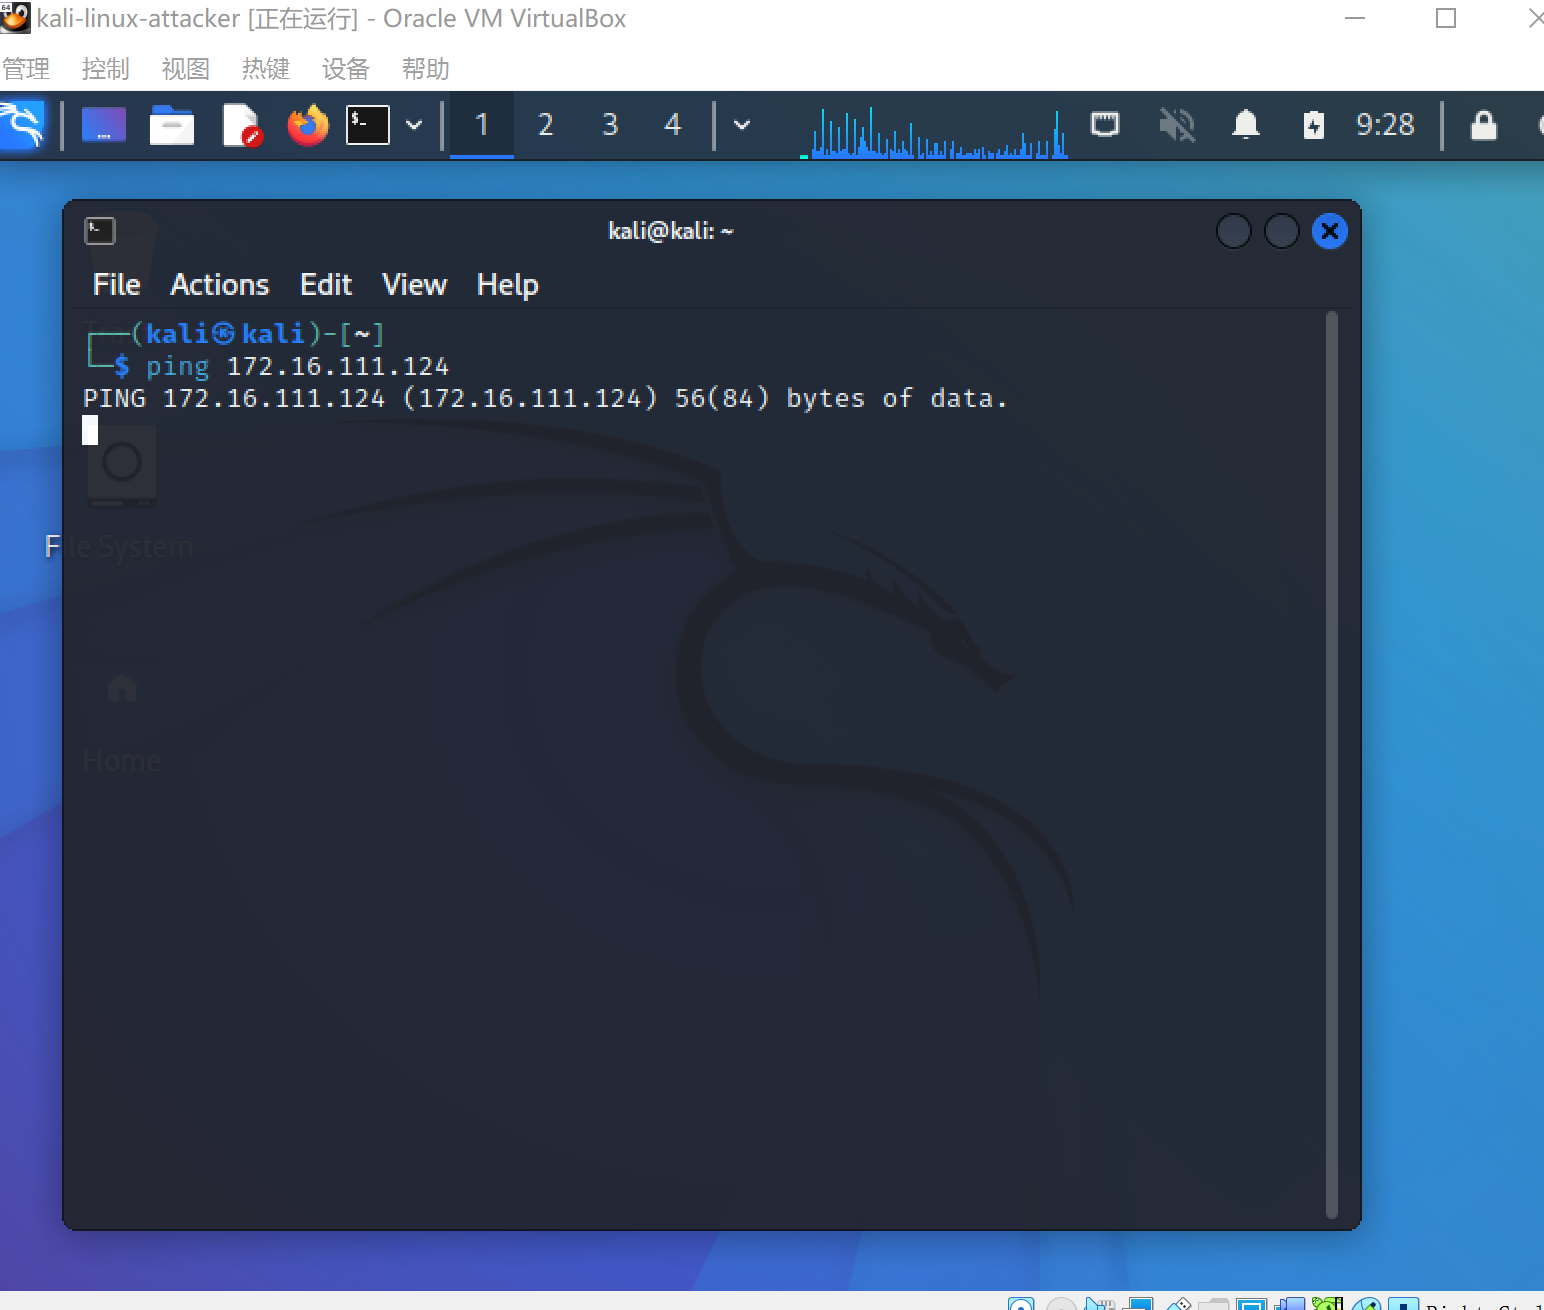 kali-linux-attacker [正在运行] - Oracle VM VirtualBox
管理 控制 视图 热键 设备 帮助
1 2 3 4 9:28
kali@kali: ~
File Actions Edit View Help
┌──(kali㉿kali)-[~]
└─$ ping 172.16.111.124
PING 172.16.111.124 (172.16.111.124) 56(84) bytes of data.
File System
Home